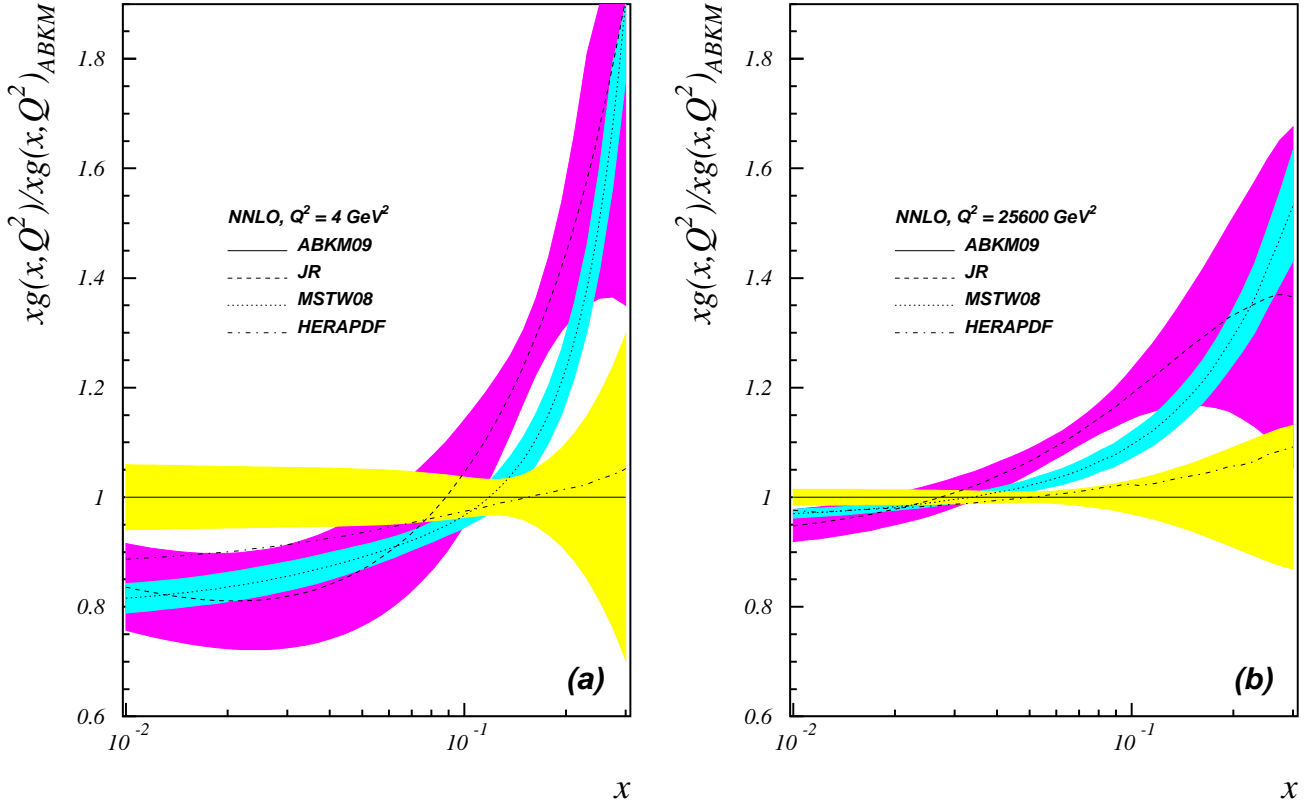 xg(x,Q²)/xg(x,Q²)_ABKM
1.8
1.6
1.4
1.2
1
0.8
0.6
NNLO, Q² = 4 GeV²
ABKM09
JR
MSTW08
HERAPDF
(a)
10⁻²
10⁻¹
x
xg(x,Q²)/xg(x,Q²)_ABKM
1.8
1.6
1.4
1.2
1
0.8
0.6
NNLO, Q² = 25600 GeV²
ABKM09
JR
MSTW08
HERAPDF
(b)
10⁻²
10⁻¹
x